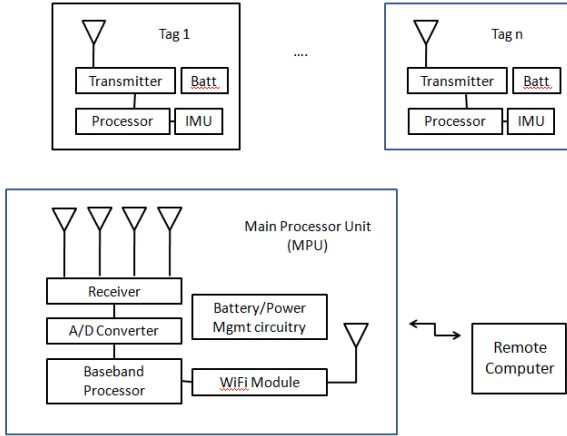 Tag 1
....
Tag n
Transmitter
Batt
Processor
IMU
Transmitter
Batt
Processor
IMU
Main Processor Unit
(MPU)
Receiver
A/D Converter
Baseband
Processor
Battery/Power
Mgmt circuitry
WiFi Module
Remote
Computer